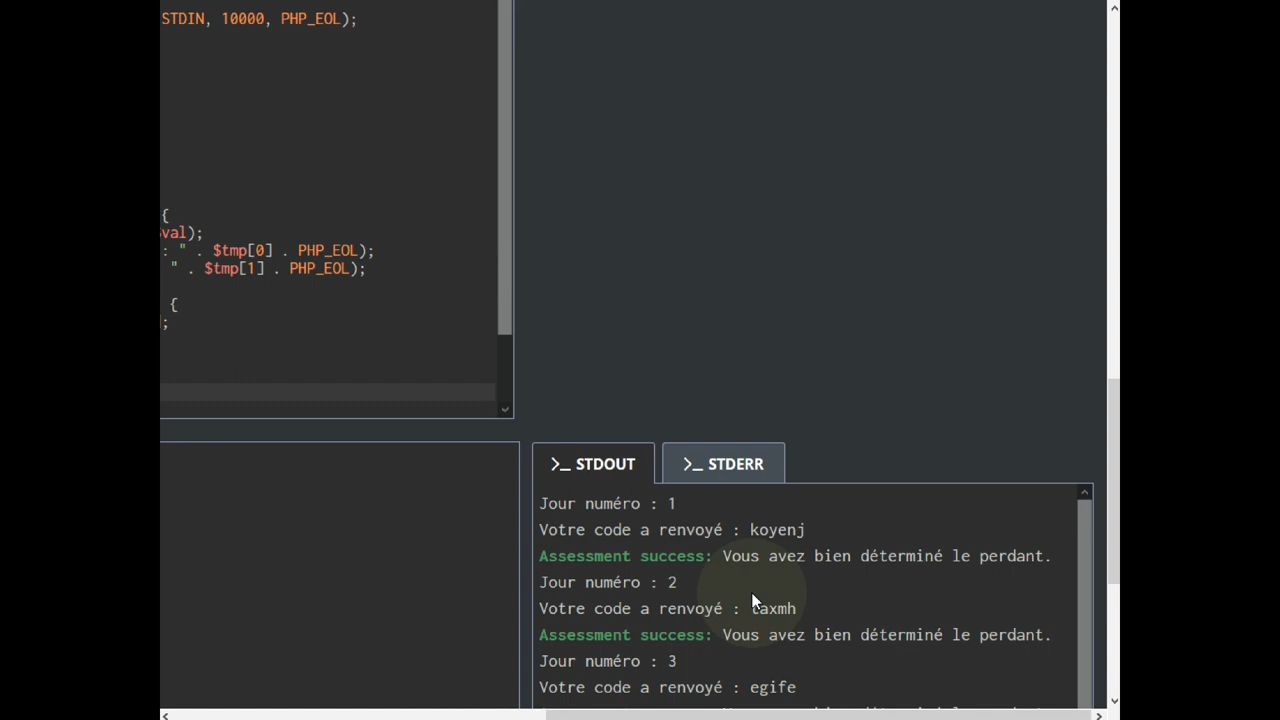 STDIN, 10000, PHP_EOL);
{
val);
: " . $tmp[0] . PHP_EOL);
" . $tmp[1] . PHP_EOL);
{
;
>_ STDOUT
>_ STDERR
Jour numéro : 1
Votre code a renvoyé : koyenj
Assessment success: Vous avez bien déterminé le perdant.
Jour numéro : 2
Votre code a renvoyé : taxmh
Assessment success: Vous avez bien déterminé le perdant.
Jour numéro : 3
Votre code a renvoyé : egife